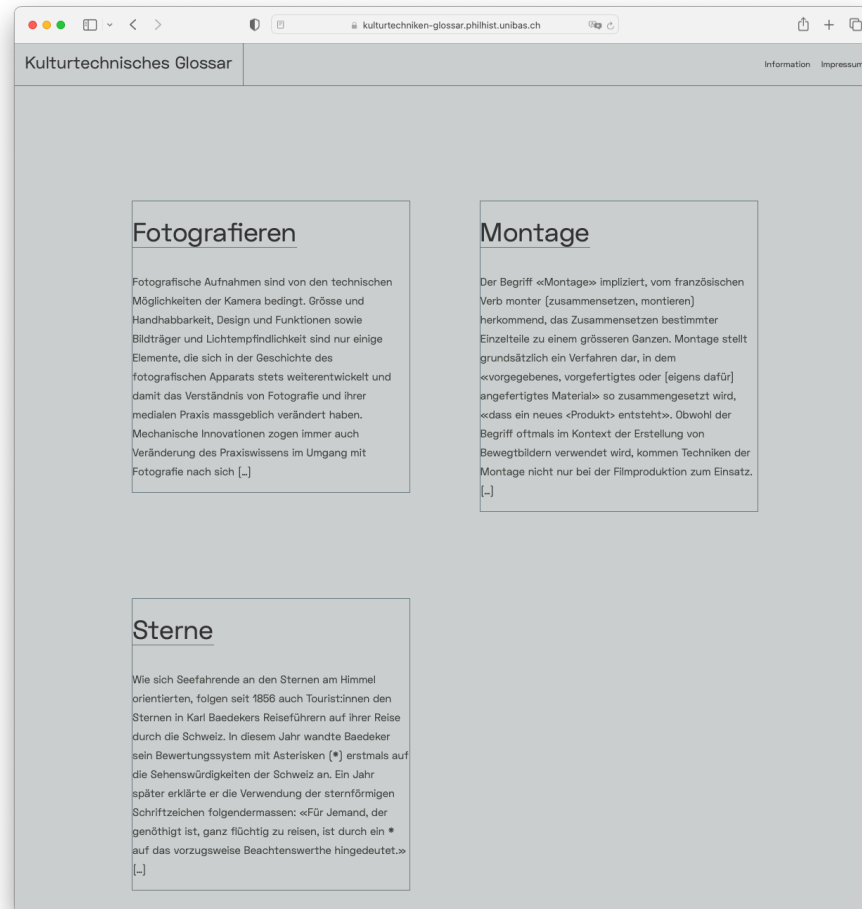 kulturtechniken-glossar.philhist.unibas.ch
Kulturtechnisches Glossar
Information Impressum
Fotografieren
Fotografische Aufnahmen sind von den technischen
Möglichkeiten der Kamera bedingt. Grösse und
Handhabbarkeit, Design und Funktionen sowie
Bildträger und Lichtempfindlichkeit sind nur einige
Elemente, die sich in der Geschichte des
fotografischen Apparats stets weiterentwickelt und
damit das Verständnis von Fotografie und ihrer
medialen Praxis massgeblich verändert haben.
Mechanische Innovationen zogen immer auch
Veränderung des Praxiswissens im Umgang mit
Fotografie nach sich […]
Montage
Der Begriff «Montage» impliziert, vom französischen
Verb monter (zusammensetzen, montieren)
herkommend, das Zusammensetzen bestimmter
Einzelteile zu einem grösseren Ganzen. Montage stellt
grundsätzlich ein Verfahren dar, in dem
«vorgegebenes, vorgefertigtes oder [eigens dafür]
angefertigtes Material» so zusammengesetzt wird,
«dass ein neues ‹Produkt› entsteht». Obwohl der
Begriff oftmals im Kontext der Erstellung von
Bewegtbildern verwendet wird, kommen Techniken der
Montage nicht nur bei der Filmproduktion zum Einsatz.
[…]
Sterne
Wie sich Seefahrende an den Sternen am Himmel
orientierten, folgen seit 1856 auch Tourist:innen den
Sternen in Karl Baedekers Reiseführern auf ihrer Reise
durch die Schweiz. In diesem Jahr wandte Baedeker
sein Bewertungssystem mit Asterisken (*) erstmals auf
die Sehenswürdigkeiten der Schweiz an. Ein Jahr
später erklärte er die Verwendung der sternförmigen
Schriftzeichen folgendermassen: «Für Jemand, der
genöthigt ist, ganz flüchtig zu reisen, ist durch ein *
auf das vorzugsweise Beachtenswerthe hingedeutet.»
[…]